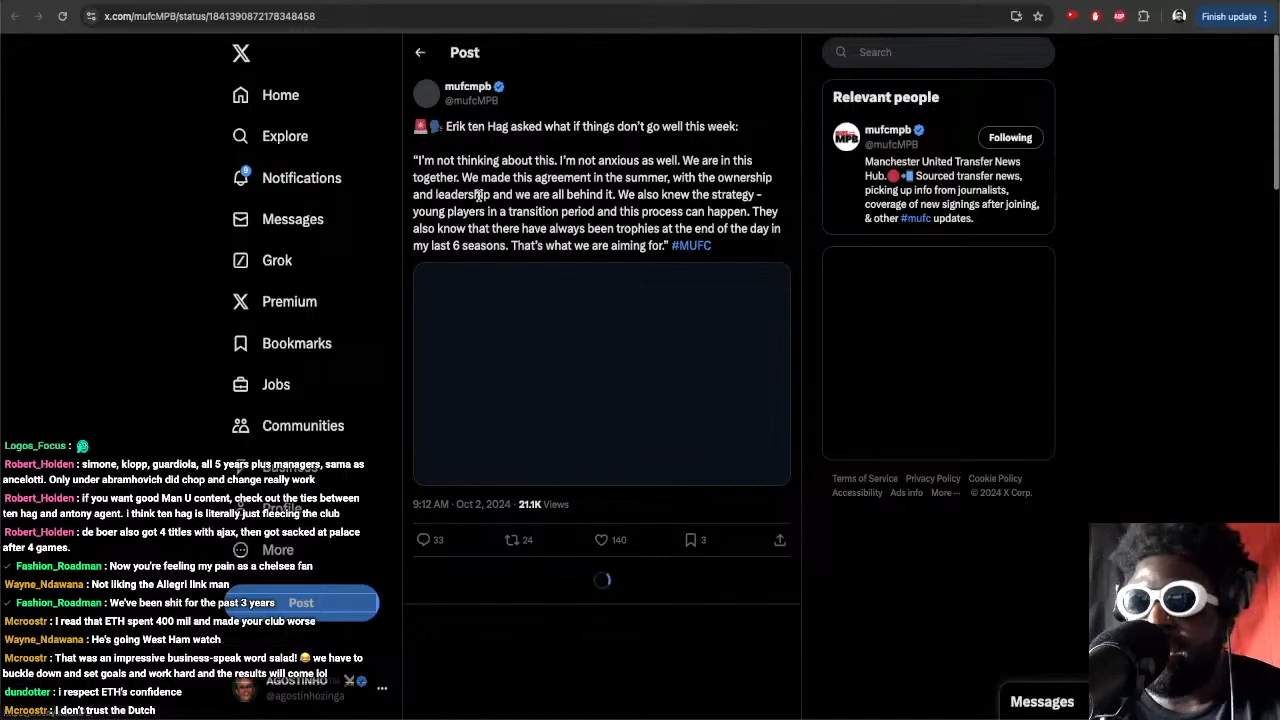 x.com/mufcMPB/status/1841390872178348458
Finish update
Home
Explore
9
Notifications
Messages
Grok
Premium
Bookmarks
Jobs
Communities
Business
Profile
More
Post
AGOSTINHO
@agostinhozinga
Post
mufcmpb
@mufcMPB
🚨🗣️ Erik ten Hag asked what if things don’t go well this week:
“I’m not thinking about this. I’m not anxious as well. We are in this
together. We made this agreement in the summer, with the ownership
and leadership and we are all behind it. We also knew the strategy -
young players in a transition period and this process can happen. They
also know that there have always been trophies at the end of the day in
my last 6 seasons. That’s what we are aiming for.” #MUFC
9:12 AM · Oct 2, 2024 · 21.1K Views
33
24
140
3
Search
Relevant people
MPB
mufcmpb
@mufcMPB
Following
Manchester United Transfer News
Hub.🔴📲 Sourced transfer news,
picking up info from journalists,
coverage of new signings after joining,
& other #mufc updates.
Terms of Service Privacy Policy Cookie Policy
Accessibility Ads info More ··· © 2024 X Corp.
Messages
Logos_Focus :
Robert_Holden : simone, klopp, guardiola, all 5 years plus managers, sama as
ancelotti. Only under abramhovich did chop and change really work
Robert_Holden : if you want good Man U content, check out the ties between
ten hag and antony agent. i think ten hag is literally just fleecing the club
Robert_Holden : de boer also got 4 titles with ajax, then got sacked at palace
after 4 games.
Fashion_Roadman : Now you're feeling my pain as a chelsea fan
Wayne_Ndawana : Not liking the Allegri link man
Fashion_Roadman : We've been shit for the past 3 years
Mcroostr : I read that ETH spent 400 mil and made your club worse
Wayne_Ndawana : He's going West Ham watch
Mcroostr : That was an impressive business-speak word salad! 😂 we have to
buckle down and set goals and work hard and the results will come lol
dundotter : i respect ETH's confidence
Mcroostr : I don't trust the Dutch